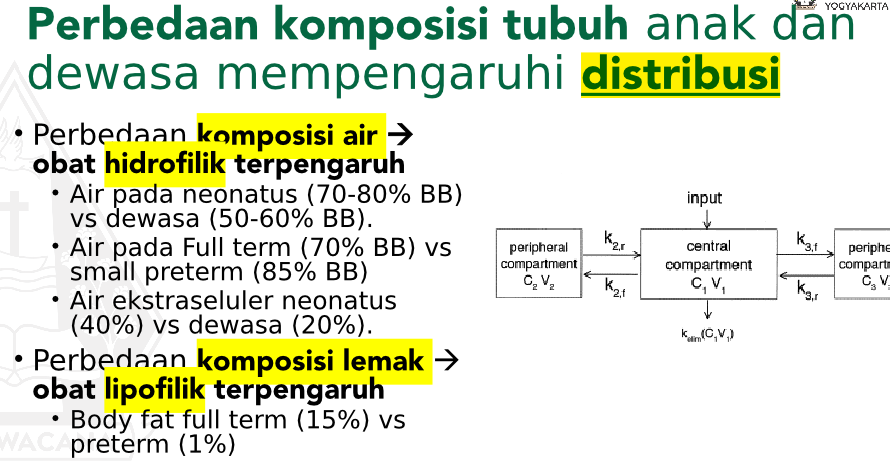 YOGYAKARTA
Perbedaan komposisi tubuh anak dan
dewasa mempengaruhi distribusi
• Perbedaan komposisi air →
obat hidrofilik terpengaruh
• Air pada neonatus (70-80% BB)
vs dewasa (50-60% BB).
• Air pada Full term (70% BB) vs
small preterm (85% BB)
• Air ekstraseluler neonatus
(40%) vs dewasa (20%).
• Perbedaan komposisi lemak →
obat lipofilik terpengaruh
• Body fat full term (15%) vs
preterm (1%)
input
peripheral
compartment
C2 V2
k2,r
k2,f
central
compartment
C1 V1
k3,f
k3,r
kelim(C1V1)
WACA